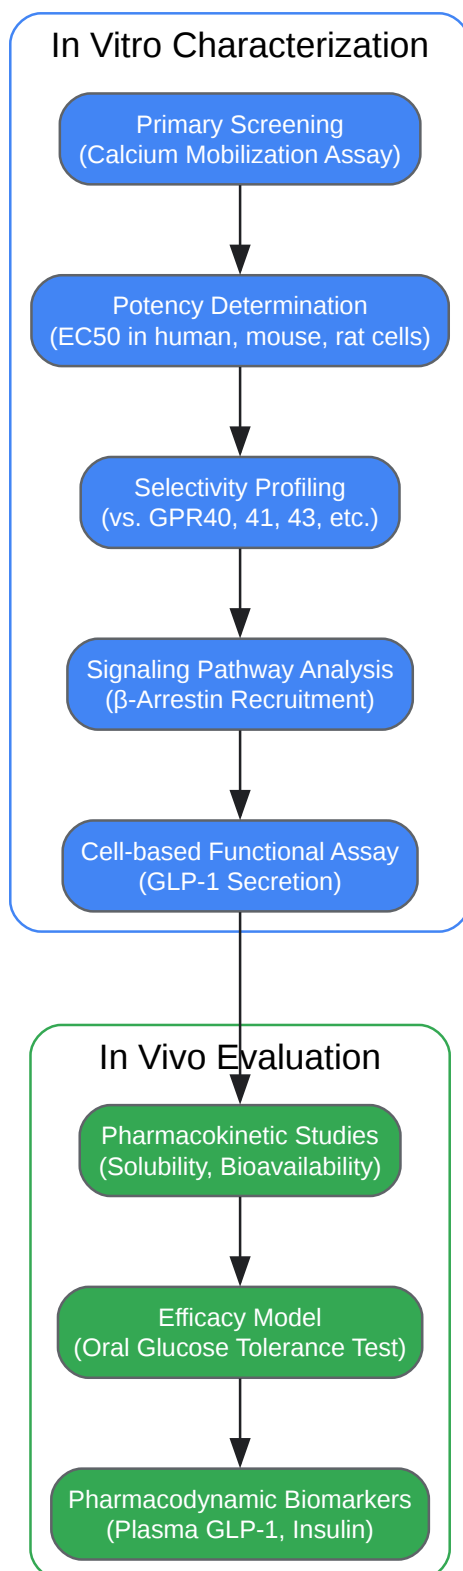 In Vitro Characterization
Primary Screening
(Calcium Mobilization Assay)
Potency Determination
(EC50 in human, mouse, rat cells)
Selectivity Profiling
(vs. GPR40, 41, 43, etc.)
Signaling Pathway Analysis
(β-Arrestin Recruitment)
Cell-based Functional Assay
(GLP-1 Secretion)
In Vivo Evaluation
Pharmacokinetic Studies
(Solubility, Bioavailability)
Efficacy Model
(Oral Glucose Tolerance Test)
Pharmacodynamic Biomarkers
(Plasma GLP-1, Insulin)